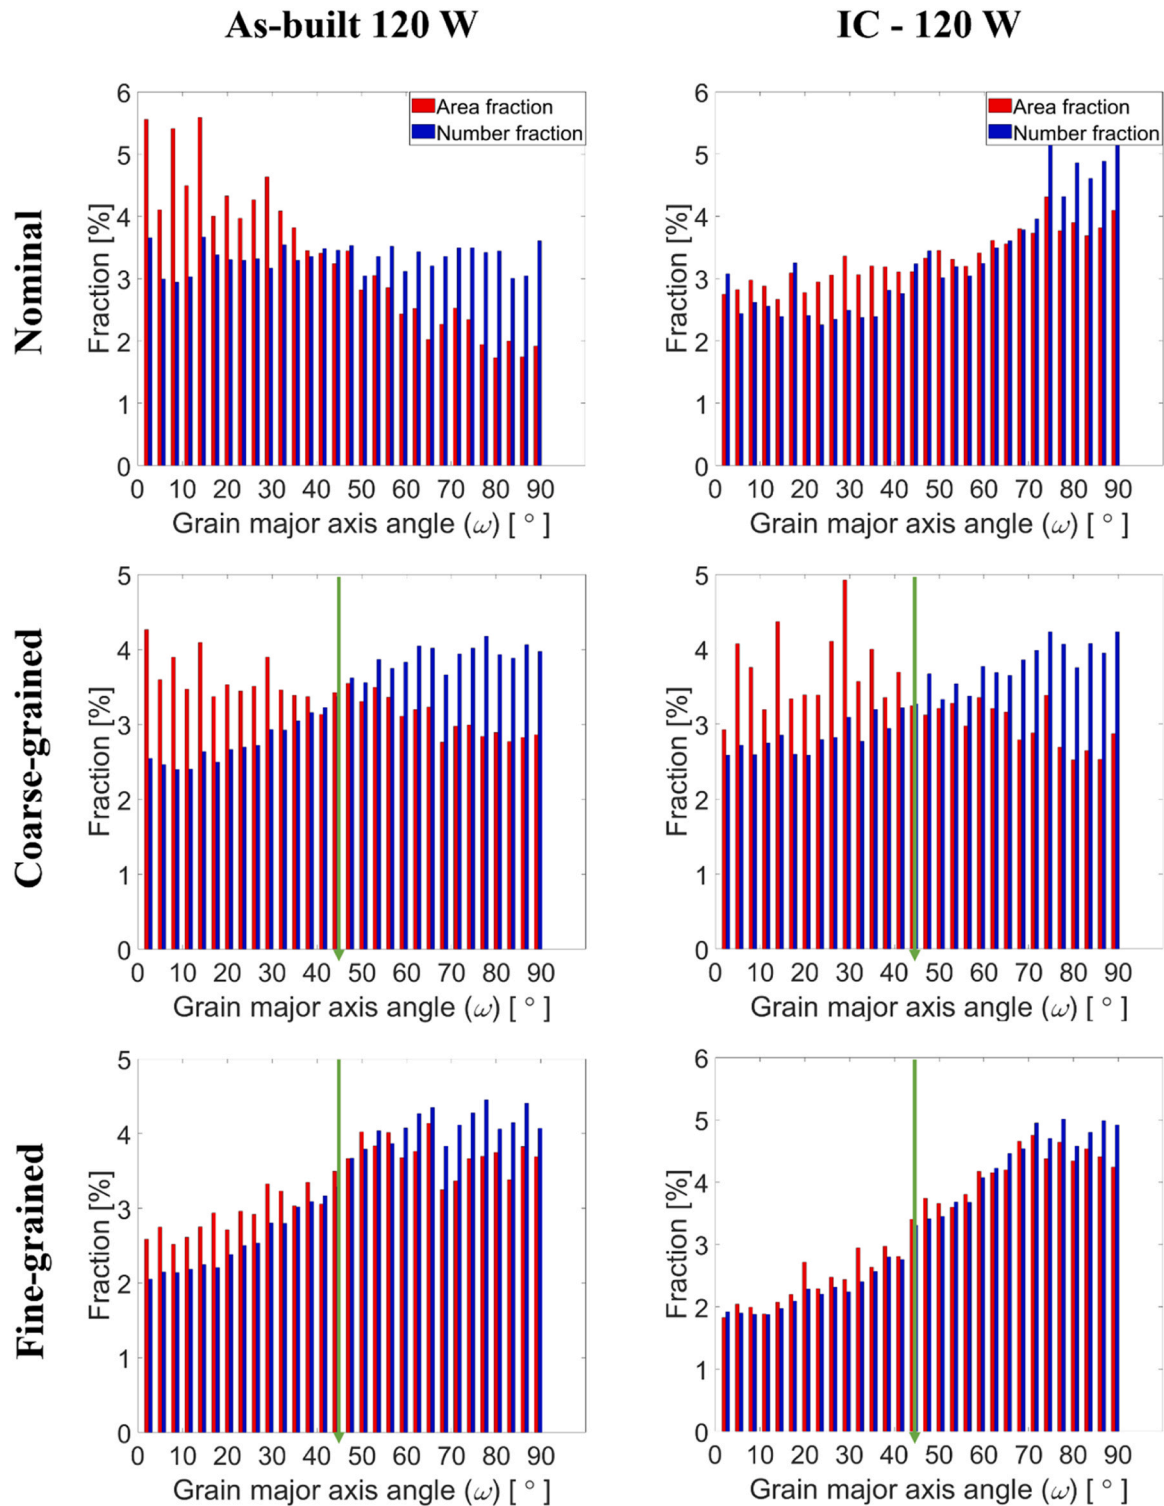 As-built 120 W
IC - 120 W
Nominal
6
5
4
3
2
1
0
Fraction [%]
Area fraction
Number fraction
0 10 20 30 40 50 60 70 80 90
Grain major axis angle (ω) [ ° ]
6
5
4
3
2
1
0
Fraction [%]
Area fraction
Number fraction
0 10 20 30 40 50 60 70 80 90
Grain major axis angle (ω) [ ° ]
Coarse-grained
5
4
3
2
1
0
Fraction [%]
0 10 20 30 40 50 60 70 80 90
Grain major axis angle (ω) [ ° ]
5
4
3
2
1
0
Fraction [%]
0 10 20 30 40 50 60 70 80 90
Grain major axis angle (ω) [ ° ]
Fine-grained
5
4
3
2
1
0
Fraction [%]
0 10 20 30 40 50 60 70 80 90
Grain major axis angle (ω) [ ° ]
6
5
4
3
2
1
0
Fraction [%]
0 10 20 30 40 50 60 70 80 90
Grain major axis angle (ω) [ ° ]